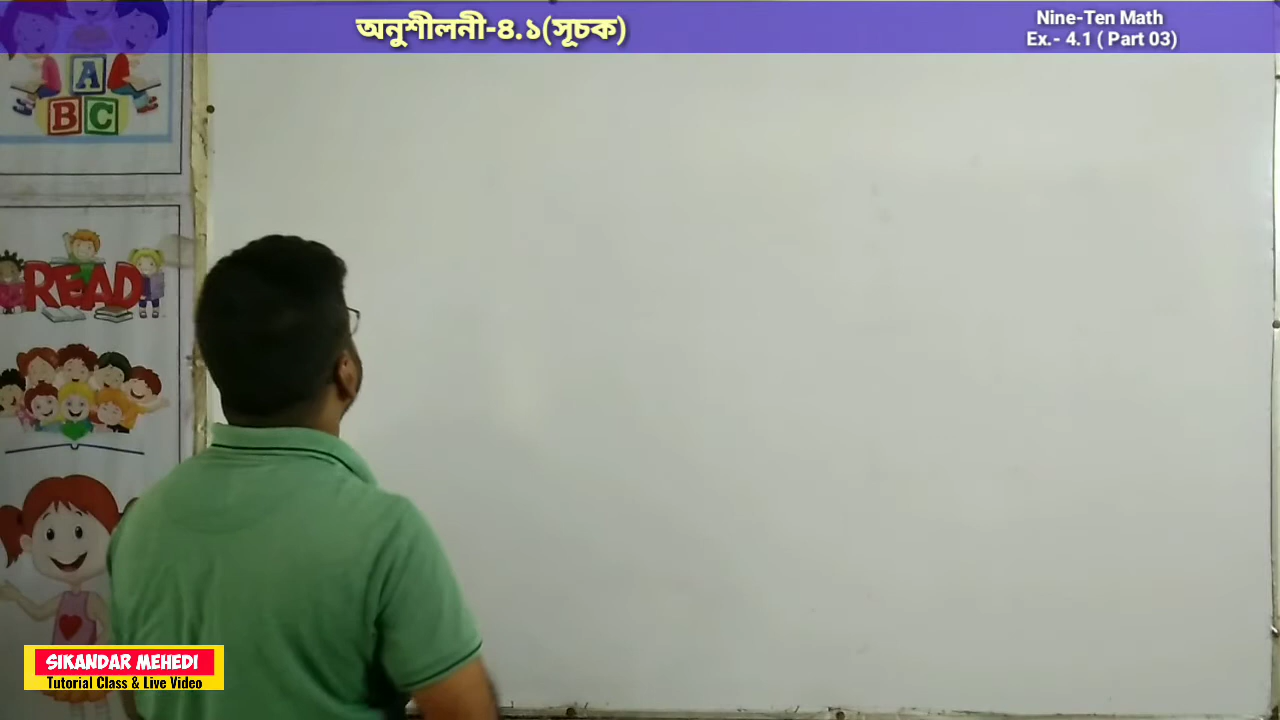 অনুশীলনী-৪.১(সূচক)
Nine-Ten Math
Ex.- 4.1 ( Part 03)
A
B C
READ
SIKANDAR MEHEDI
Tutorial Class & Live Video